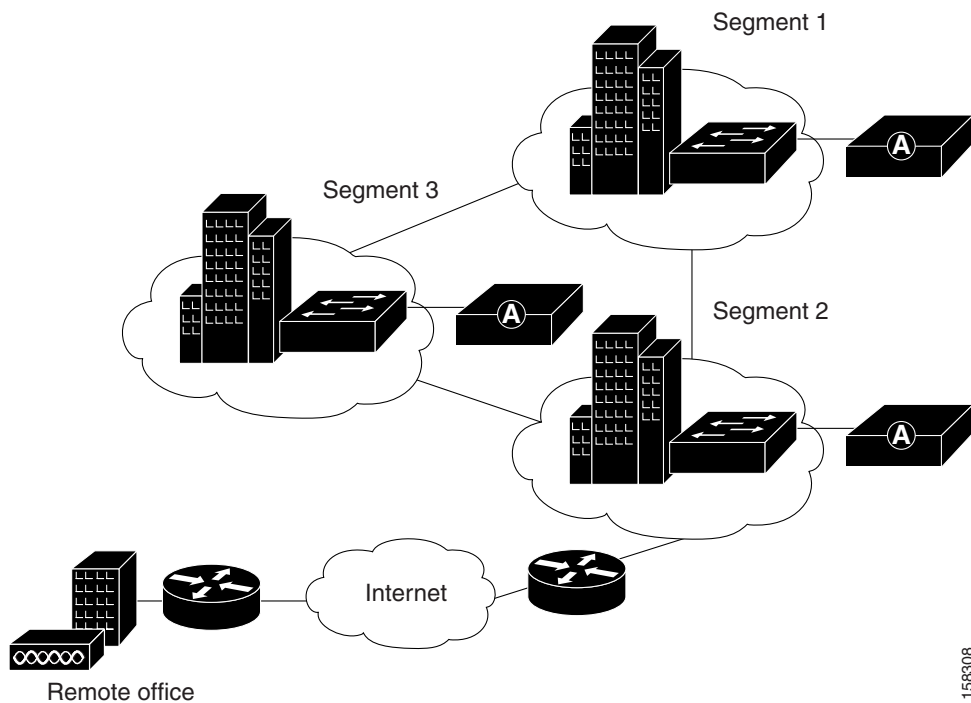 Segment 1
A
Segment 3
A
Segment 2
A
Internet
Remote office
158308